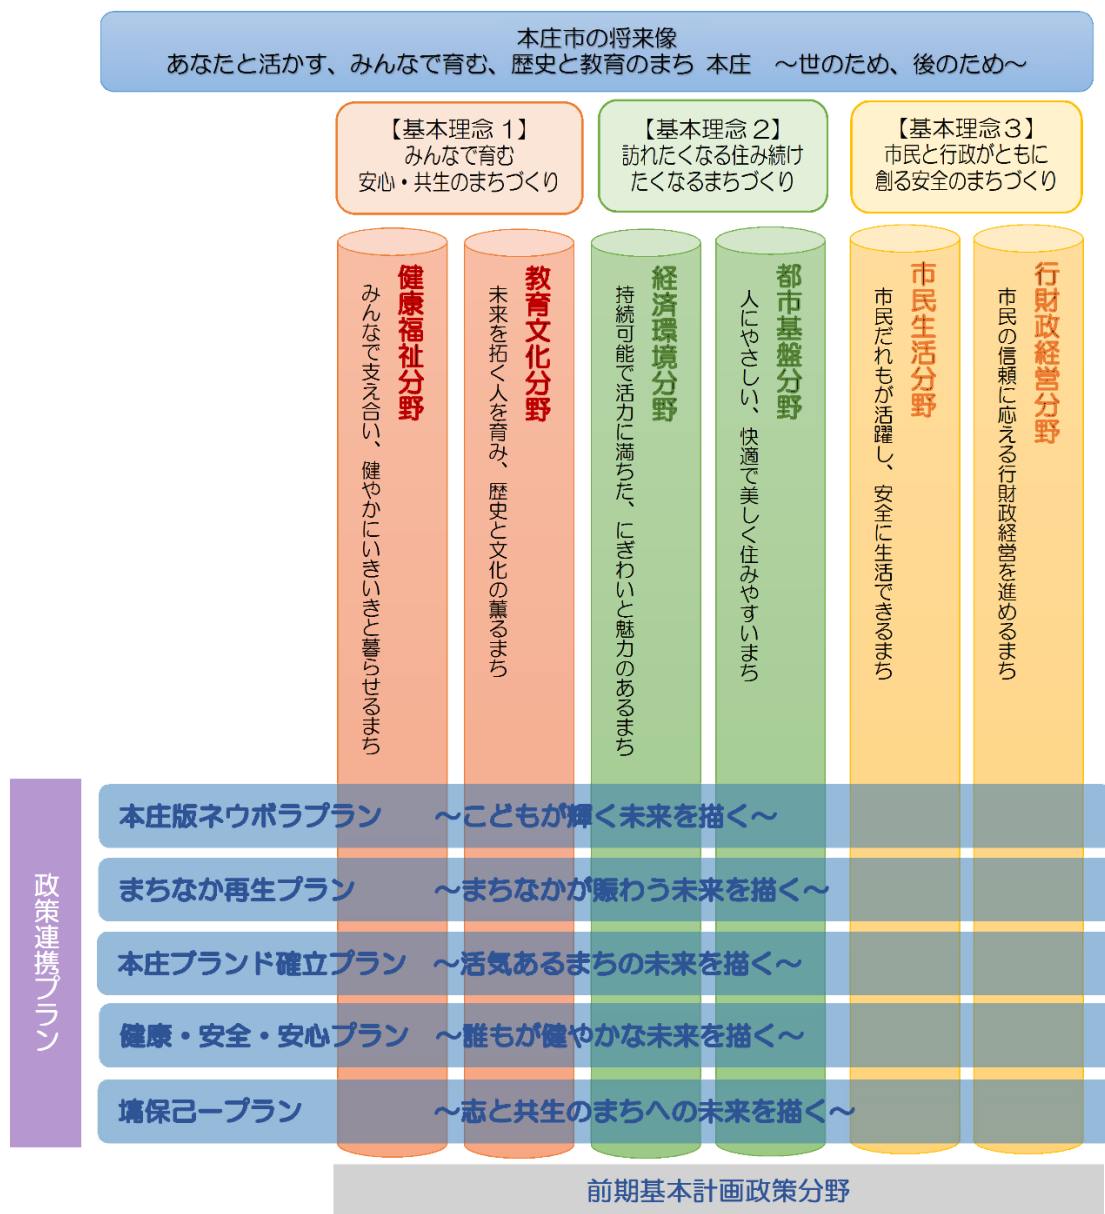 本庄市の将来像
あなたと活かす、みんなで育む、歴史と教育のまち 本庄　～世のため、後のため～
【基本理念 1】
みんなで育む
安心・共生のまちづくり
【基本理念 2】
訪れたくなる住み続け
たくなるまちづくり
【基本理念３】
市民と行政がともに
創る安全のまちづくり
健康福祉分野
みんなで支え合い、健やかにいきいきと暮らせるまち
教育文化分野
未来を拓く人を育み、歴史と文化の薫るまち
経済環境分野
持続可能で活力に満ちた、にぎわいと魅力のあるまち
都市基盤分野
人にやさしい、快適で美しく住みやすいまち
市民生活分野
市民だれもが活躍し、安全に生活できるまち
行財政経営分野
市民の信頼に応える行財政経営を進めるまち
政策連携プラン
本庄版ネウボラプラン　～こどもが輝く未来を描く～
まちなか再生プラン　～まちなかが賑わう未来を描く～
本庄ブランド確立プラン　～活気あるまちの未来を描く～
健康・安全・安心プラン　～誰もが健やかな未来を描く～
塙保己一プラン　～志と共生のまちへの未来を描く～
前期基本計画政策分野